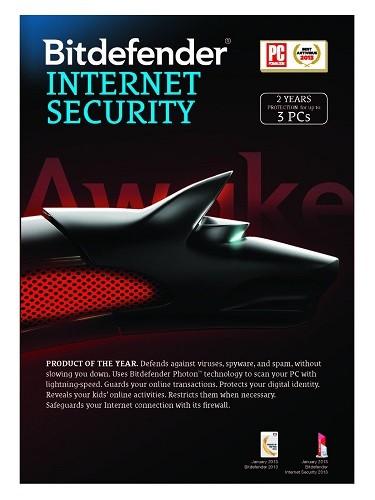 Bitdefender®
INTERNET
SECURITY
PC
BEST
ANTIVIRUS
2013
2 YEARS
PROTECTION for up to
3 PCs
Awake
PRODUCT OF THE YEAR. Defends against viruses, spyware, and spam, without
slowing you down. Uses Bitdefender Photon™ technology to scan your PC with
lightning-speed. Guards your online transactions. Protects your digital identity.
Reveals your kids' online activities. Restricts them when necessary.
Safeguards your Internet connection with its firewall.
January 2013
Bitdefender 2013
January 2013
Bitdefender
Internet Security 2013